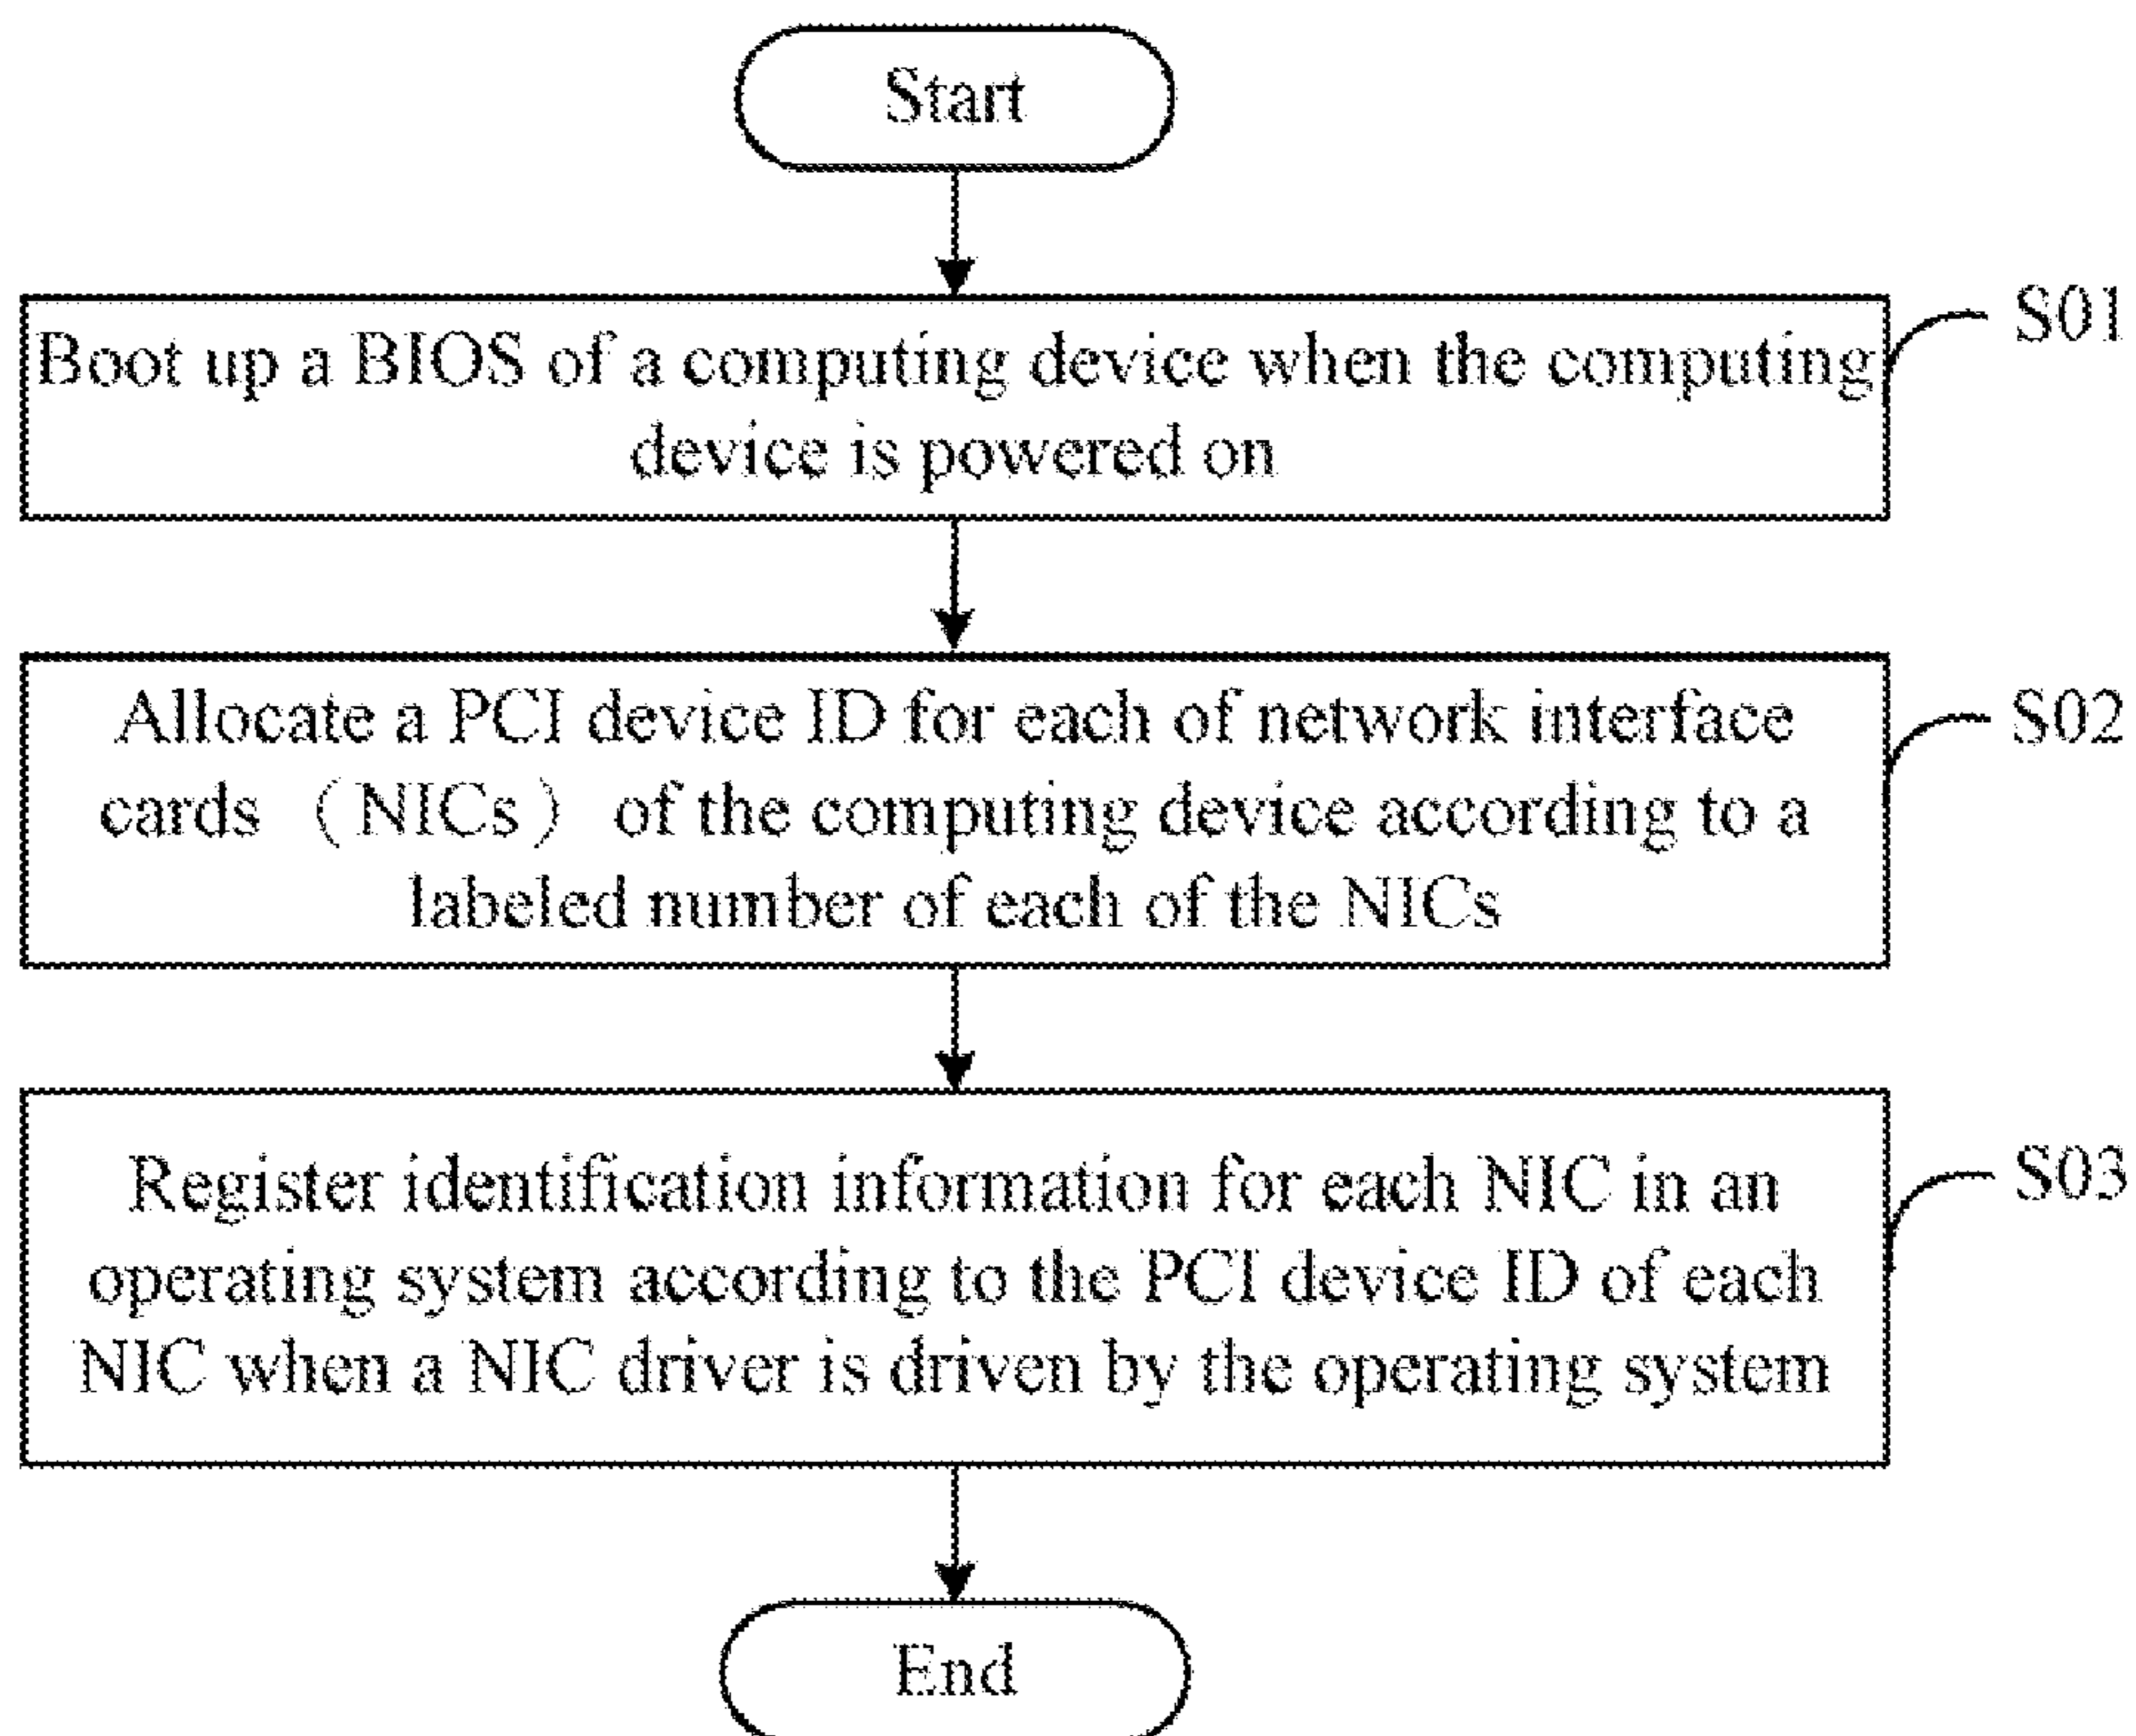 Start
Boot up a BIOS of a computing device when the computing
device is powered on
S01
Allocate a PCI device ID for each of network interface
cards （NICs） of the computing device according to a
labeled number of each of the NICs
S02
Register identification information for each NIC in an
operating system according to the PCI device ID of each
NIC when a NIC driver is driven by the operating system
S03
End